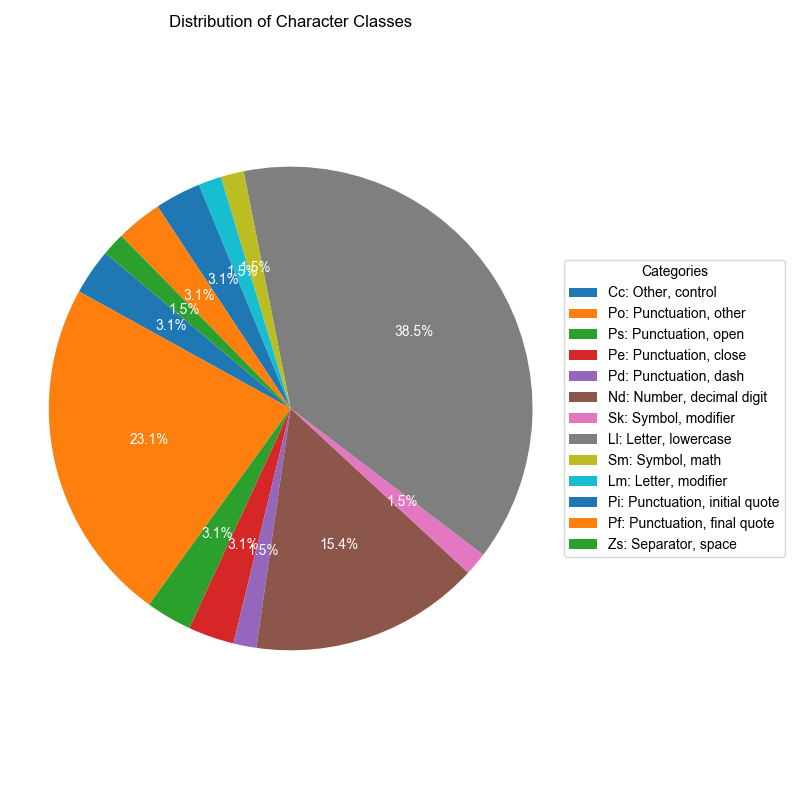 Distribution of Character Classes
1.5%
1.5%
3.1%
3.1%
1.5%
3.1%
38.5%
23.1%
1.5%
3.1%
3.1%
1.5%
15.4%
Categories
Cc: Other, control
Po: Punctuation, other
Ps: Punctuation, open
Pe: Punctuation, close
Pd: Punctuation, dash
Nd: Number, decimal digit
Sk: Symbol, modifier
Ll: Letter, lowercase
Sm: Symbol, math
Lm: Letter, modifier
Pi: Punctuation, initial quote
Pf: Punctuation, final quote
Zs: Separator, space